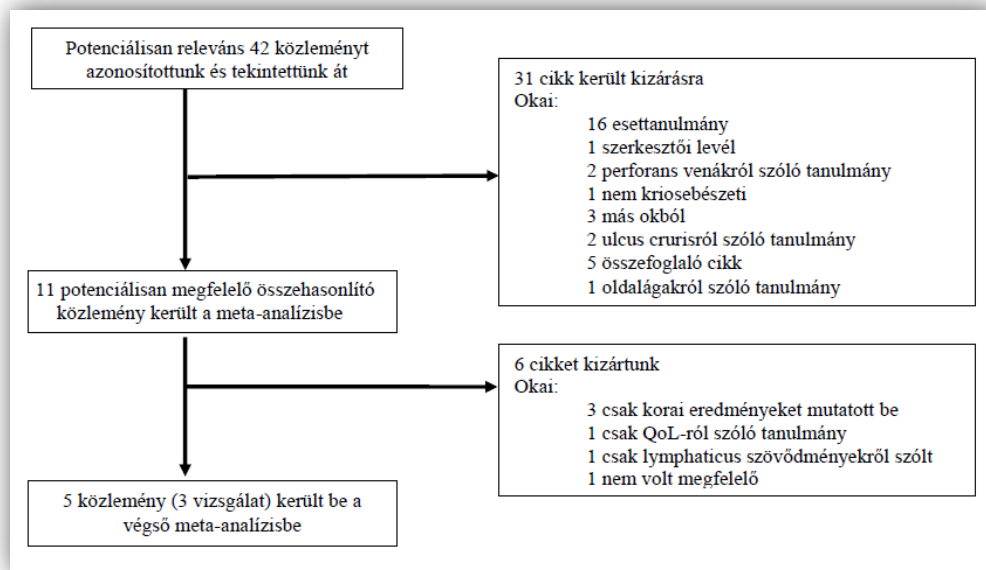 Potenciálisan releváns 42 közleményt
azonosítottunk és tekintettünk át
31 cikk került kizárásra
Okai:
16 esettanulmány
1 szerkesztői levél
2 perforans venákról szóló tanulmány
1 nem kriosebészeti
3 más okból
2 ulcus crurisról szóló tanulmány
5 összefoglaló cikk
1 oldalágakról szóló tanulmány
11 potenciálisan megfelelő összehasonlító
közlemény került a meta-analízisbe
6 cikket kizártunk
Okai:
3 csak korai eredményeket mutatott be
1 csak QoL-ról szóló tanulmány
1 csak lymphaticus szövődményekről szólt
1 nem volt megfelelő
5 közlemény (3 vizsgálat) került be a
végső meta-analízisbe